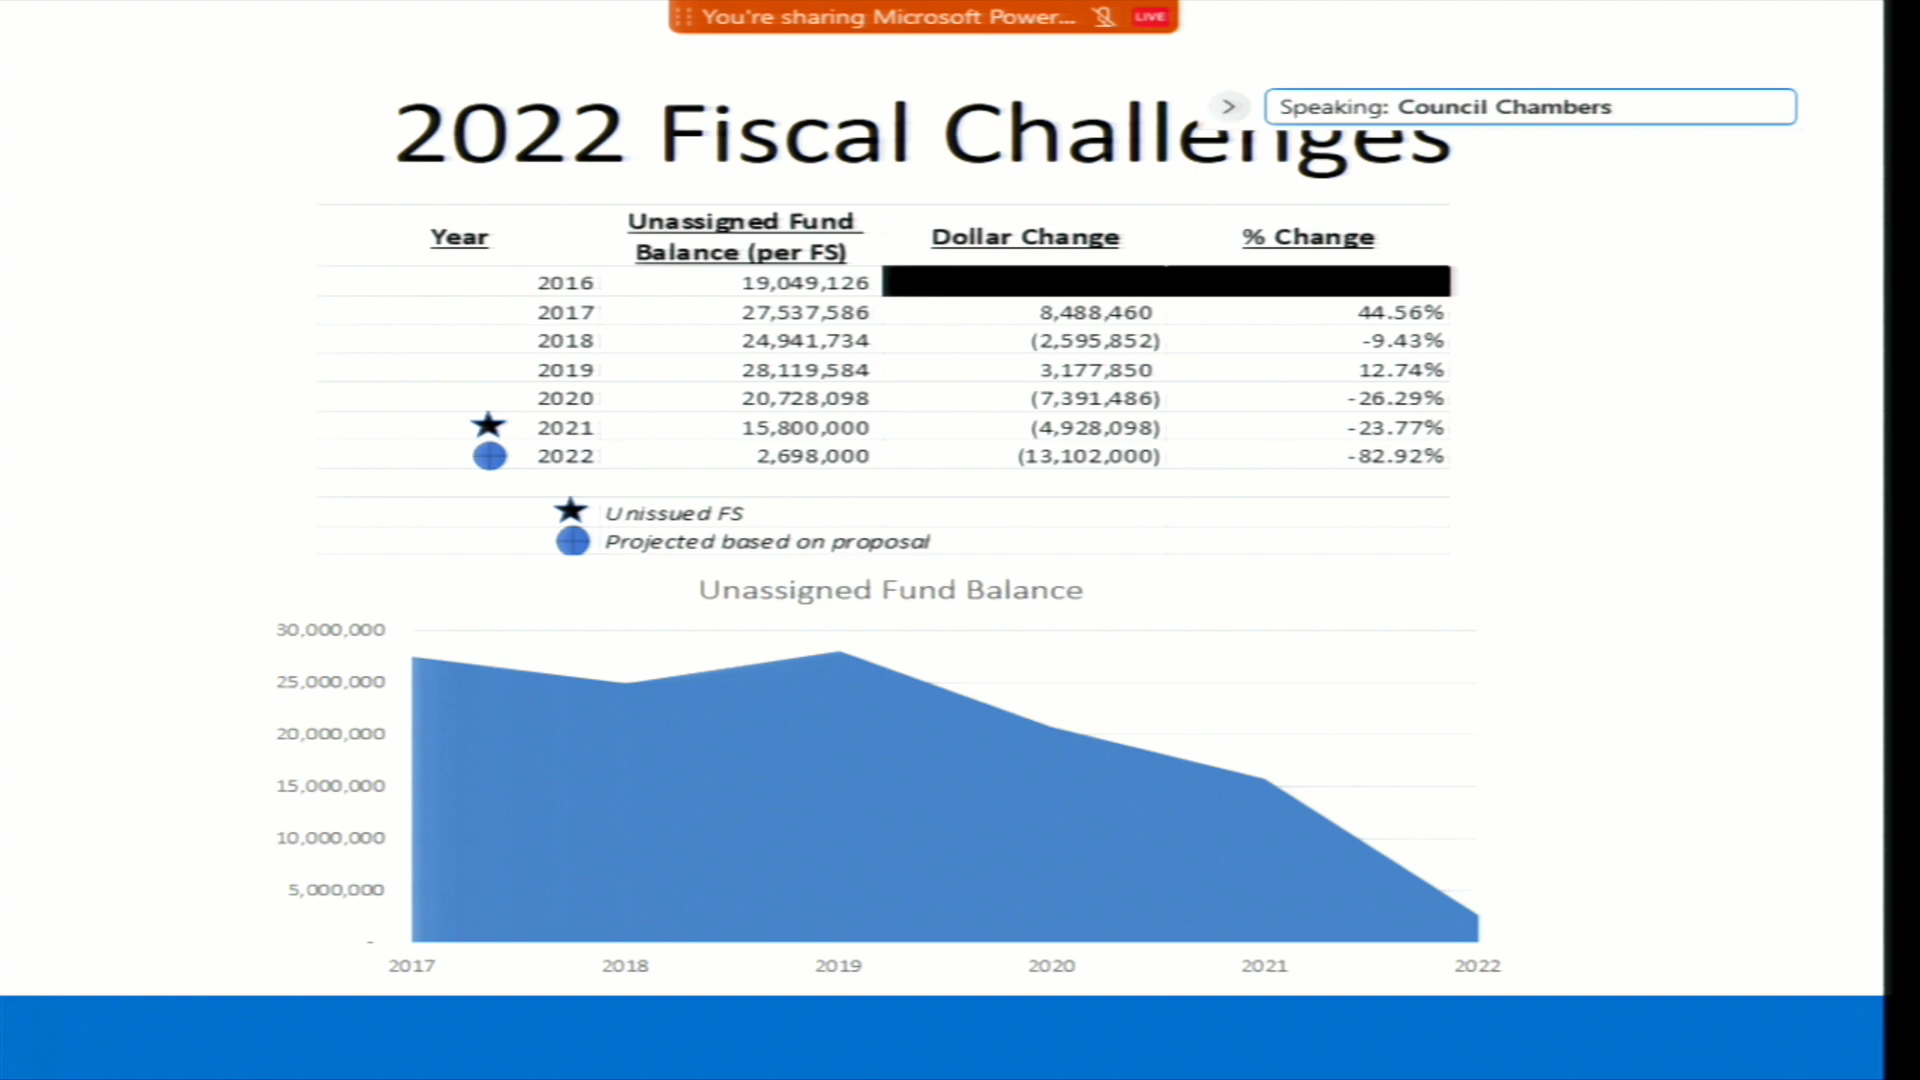 You're sharing Microsoft Power...
LIVE
Speaking: Council Chambers
2022 Fiscal Challenges
Year Unassigned Fund Balance (per FS) Dollar Change % Change
2016 19,049,126
2017 27,537,586 8,488,460 44.56%
2018 24,941,734 (2,595,852) -9.43%
2019 28,119,584 3,177,850 12.74%
2020 20,728,098 (7,391,486) -26.29%
2021 15,800,000 (4,928,098) -23.77%
2022 2,698,000 (13,102,000) -82.92%
Unissued FS
Projected based on proposal
Unassigned Fund Balance
30,000,000
25,000,000
20,000,000
15,000,000
10,000,000
5,000,000
-
2017 2018 2019 2020 2021 2022